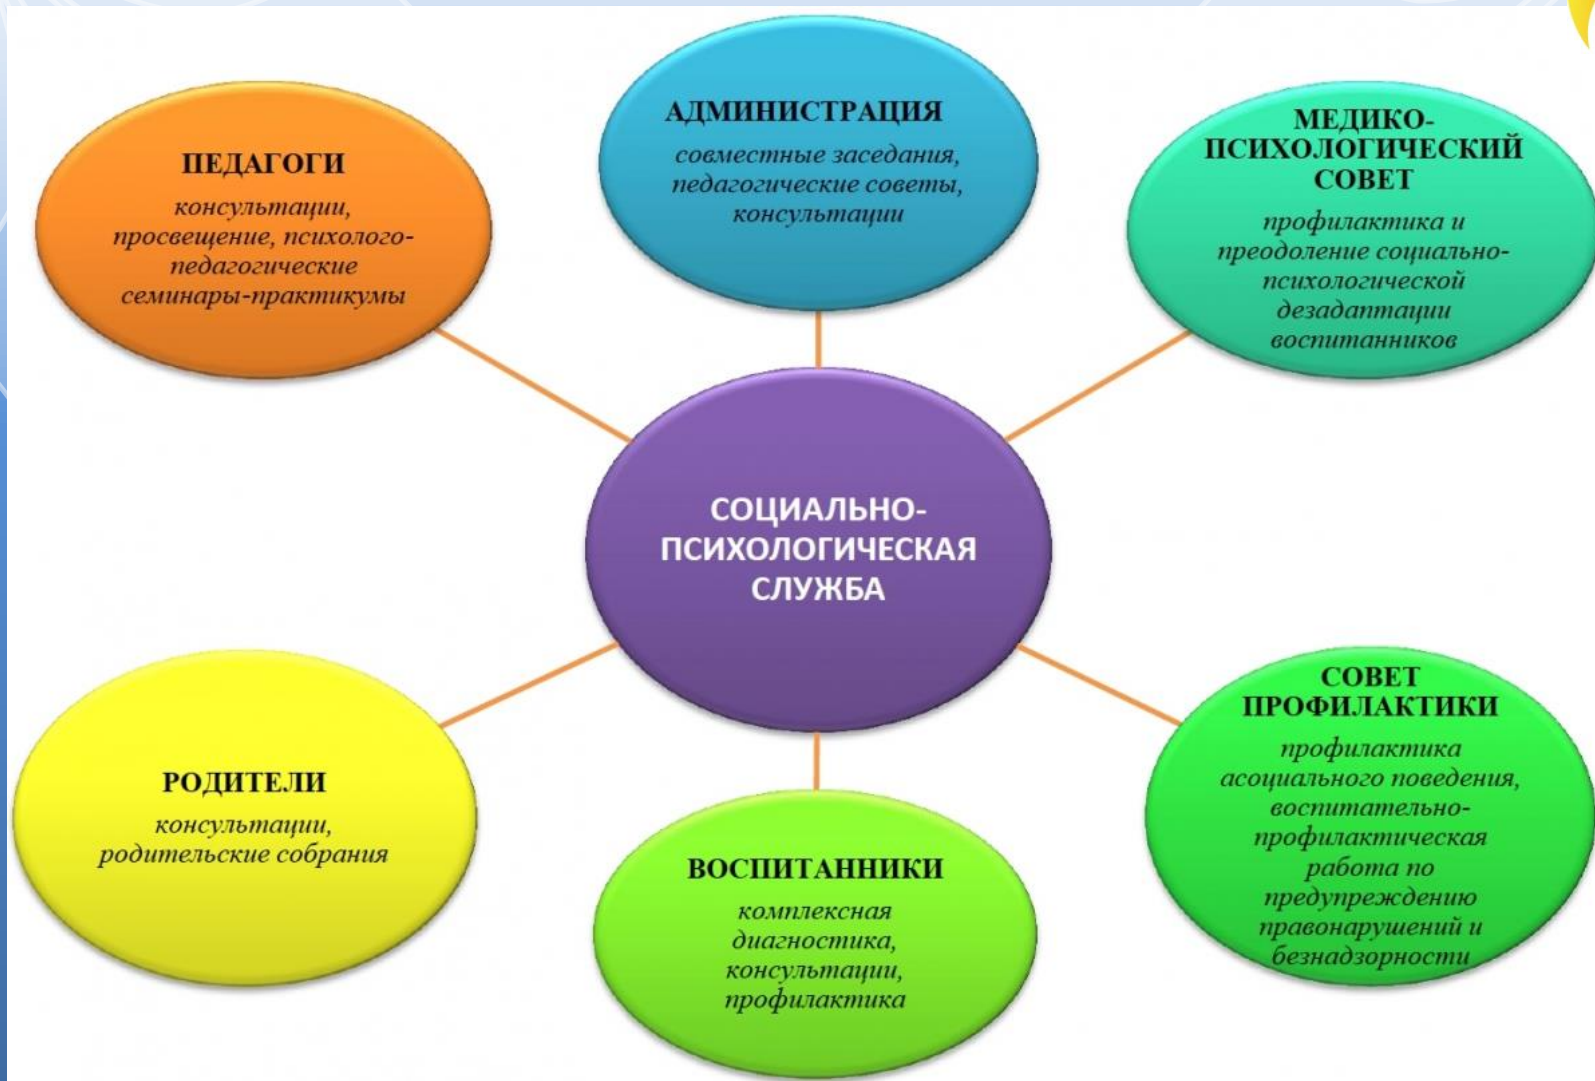 ПЕДАГОГИ
консультации,
просвещение, психолого-
педагогические
семинары-практикумы
АДМИНИСТРАЦИЯ
совместные заседания,
педагогические советы,
консультации
МЕДИКО-
ПСИХОЛОГИЧЕСКИЙ
СОВЕТ
профилактика и
преодоление социально-
психологической
дезадаптации
воспитанников
СОЦИАЛЬНО-
ПСИХОЛОГИЧЕСКАЯ
СЛУЖБА
РОДИТЕЛИ
консультации,
родительские собрания
ВОСПИТАННИКИ
комплексная
диагностика,
консультации,
профилактика
СОВЕТ
ПРОФИЛАКТИКИ
профилактика
асоциального поведения,
воспитательно-
профилактическая
работа по
предупреждению
правонарушений и
безнадзорности